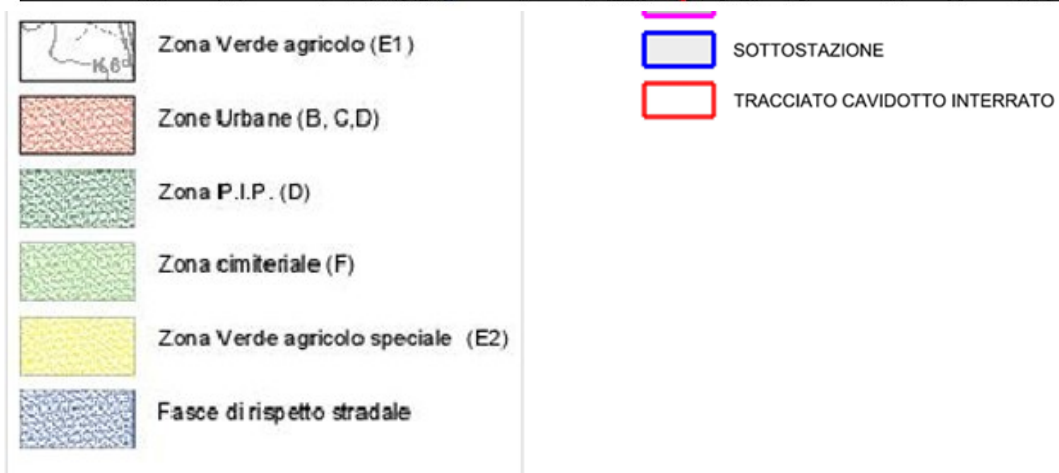 Zona Verde agricolo (E1)
Zone Urbane (B, C,D)
Zona P.I.P. (D)
Zona cimiteriale (F)
Zona Verde agricolo speciale (E2)
Fasce di rispetto stradale
SOTTOSTAZIONE
TRACCIATO CAVIDOTTO INTERRATO